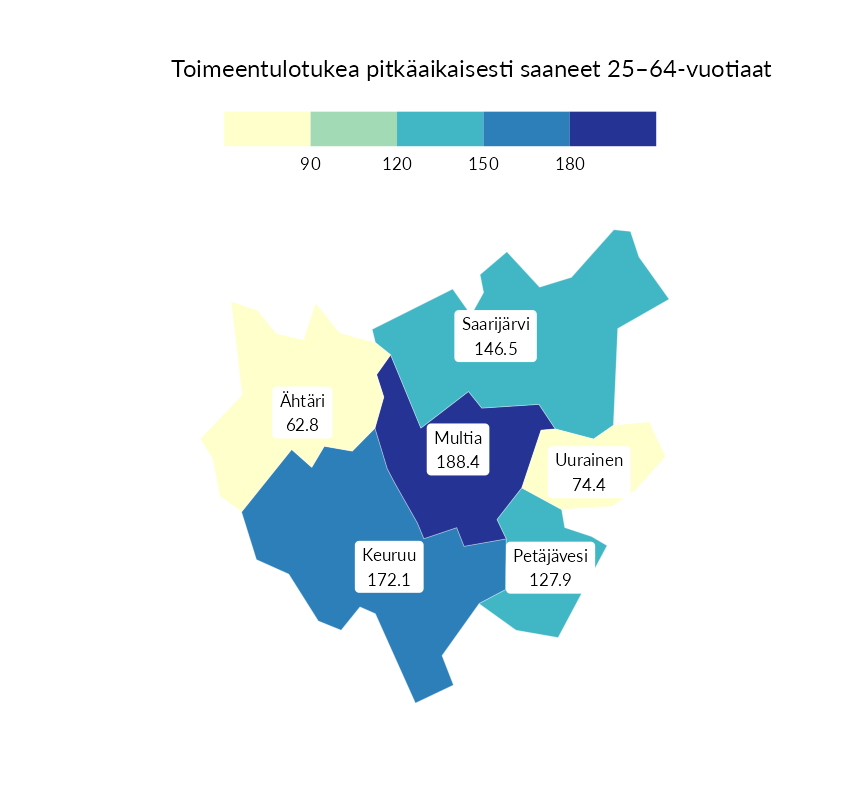 Toimeentulotukea pitkäaikaisesti saaneet 25–64-vuotiaat
90 120 150 180
Saarijärvi
146.5
Ähtäri
62.8
Multia
188.4
Uurainen
74.4
Keuruu
172.1
Petäjävesi
127.9